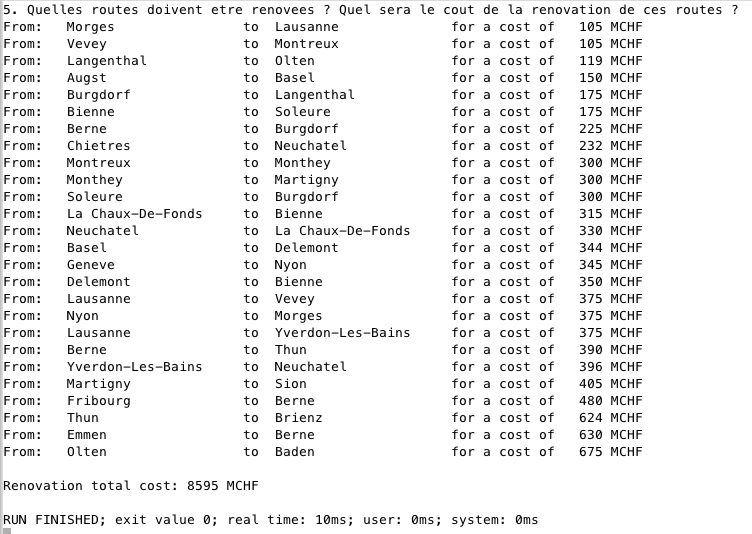 5. Quelles routes doivent etre renovees ? Quel sera le cout de la renovation de ces routes ?
From: Morges to Lausanne for a cost of 105 MCHF
From: Vevey to Montreux for a cost of 105 MCHF
From: Langenthal to Olten for a cost of 119 MCHF
From: Augst to Basel for a cost of 150 MCHF
From: Burgdorf to Langenthal for a cost of 175 MCHF
From: Bienne to Soleure for a cost of 175 MCHF
From: Berne to Burgdorf for a cost of 225 MCHF
From: Chietres to Neuchatel for a cost of 232 MCHF
From: Montreux to Monthey for a cost of 300 MCHF
From: Monthey to Martigny for a cost of 300 MCHF
From: Soleure to Burgdorf for a cost of 300 MCHF
From: La Chaux-De-Fonds to Bienne for a cost of 315 MCHF
From: Neuchatel to La Chaux-De-Fonds for a cost of 330 MCHF
From: Basel to Delemont for a cost of 344 MCHF
From: Geneve to Nyon for a cost of 345 MCHF
From: Delemont to Bienne for a cost of 350 MCHF
From: Lausanne to Vevey for a cost of 375 MCHF
From: Nyon to Morges for a cost of 375 MCHF
From: Lausanne to Yverdon-Les-Bains for a cost of 375 MCHF
From: Berne to Thun for a cost of 390 MCHF
From: Yverdon-Les-Bains to Neuchatel for a cost of 396 MCHF
From: Martigny to Sion for a cost of 405 MCHF
From: Fribourg to Berne for a cost of 480 MCHF
From: Thun to Brienz for a cost of 624 MCHF
From: Emmen to Berne for a cost of 630 MCHF
From: Olten to Baden for a cost of 675 MCHF
Renovation total cost: 8595 MCHF
RUN FINISHED; exit value 0; real time: 10ms; user: 0ms; system: 0ms